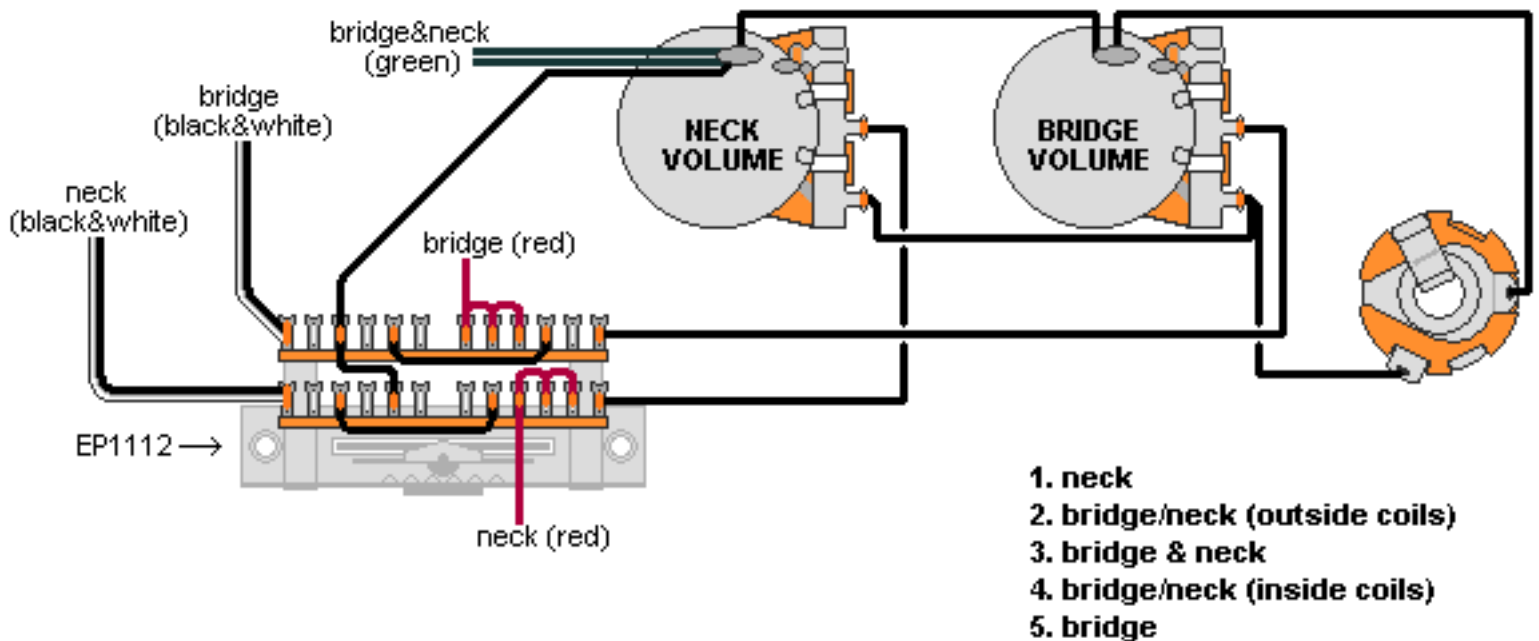 bridge&neck
(green)
bridge
(black&white)
neck
(black&white)
NECK
VOLUME
BRIDGE
VOLUME
bridge (red)
EP1112
neck (red)
1. neck
2. bridge/neck (outside coils)
3. bridge & neck
4. bridge/neck (inside coils)
5. bridge